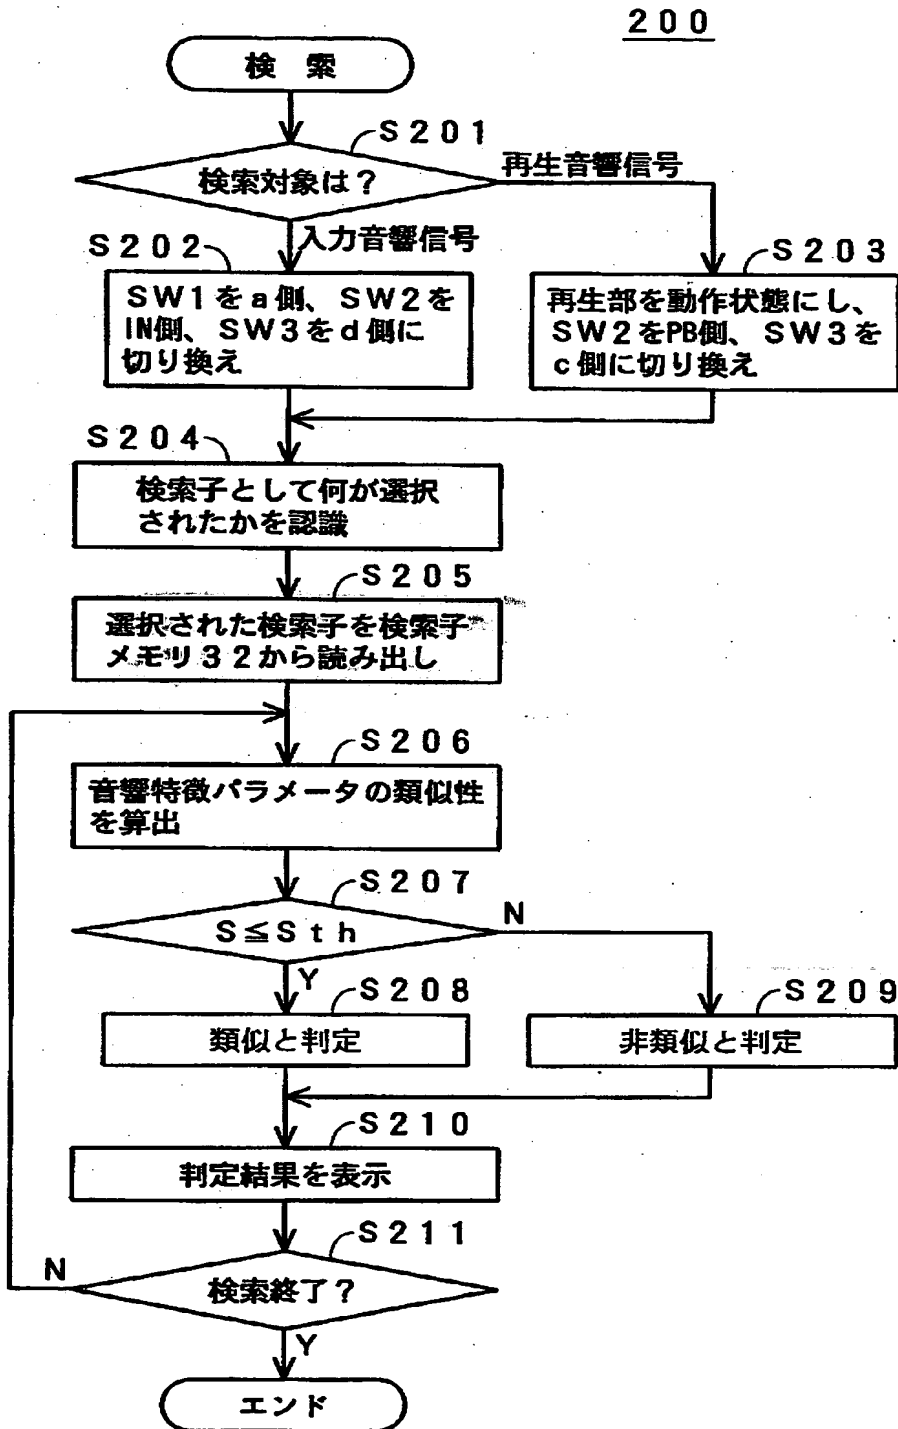 200
検 索
S201
検索対象は?
再生音響信号
入力音響信号
S202
SW1をa側、SW2を
IN側、SW3をd側に
切り換え
S203
再生部を動作状態にし、
SW2をPB側、SW3を
c側に切り換え
S204
検索子として何が選択
されたかを認識
S205
選択された検索子を検索子
メモリ32から読み出し
S206
音響特徴パラメータの類似性
を算出
S207
S≦Sth
N
Y
S208
類似と判定
S209
非類似と判定
S210
判定結果を表示
S211
検索終了?
N
Y
エンド